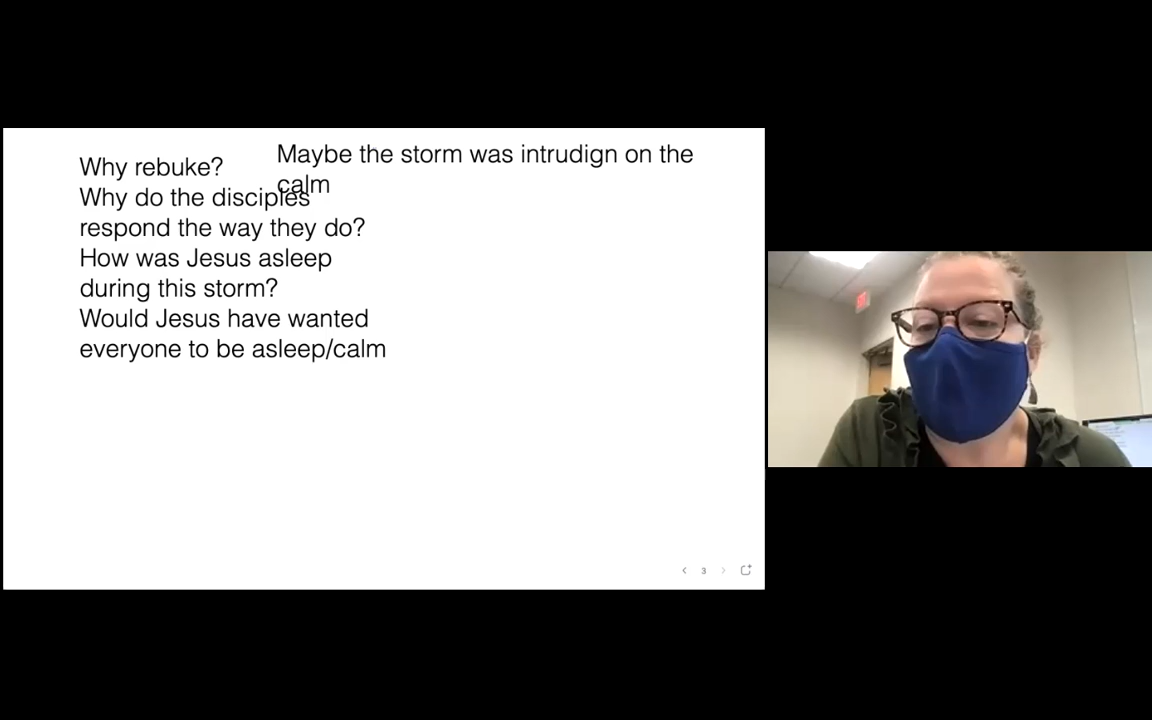 Why rebuke?
Why do the disciples
respond the way they do?
How was Jesus asleep
during this storm?
Would Jesus have wanted
everyone to be asleep/calm
Maybe the storm was intrudign on the
calm
3